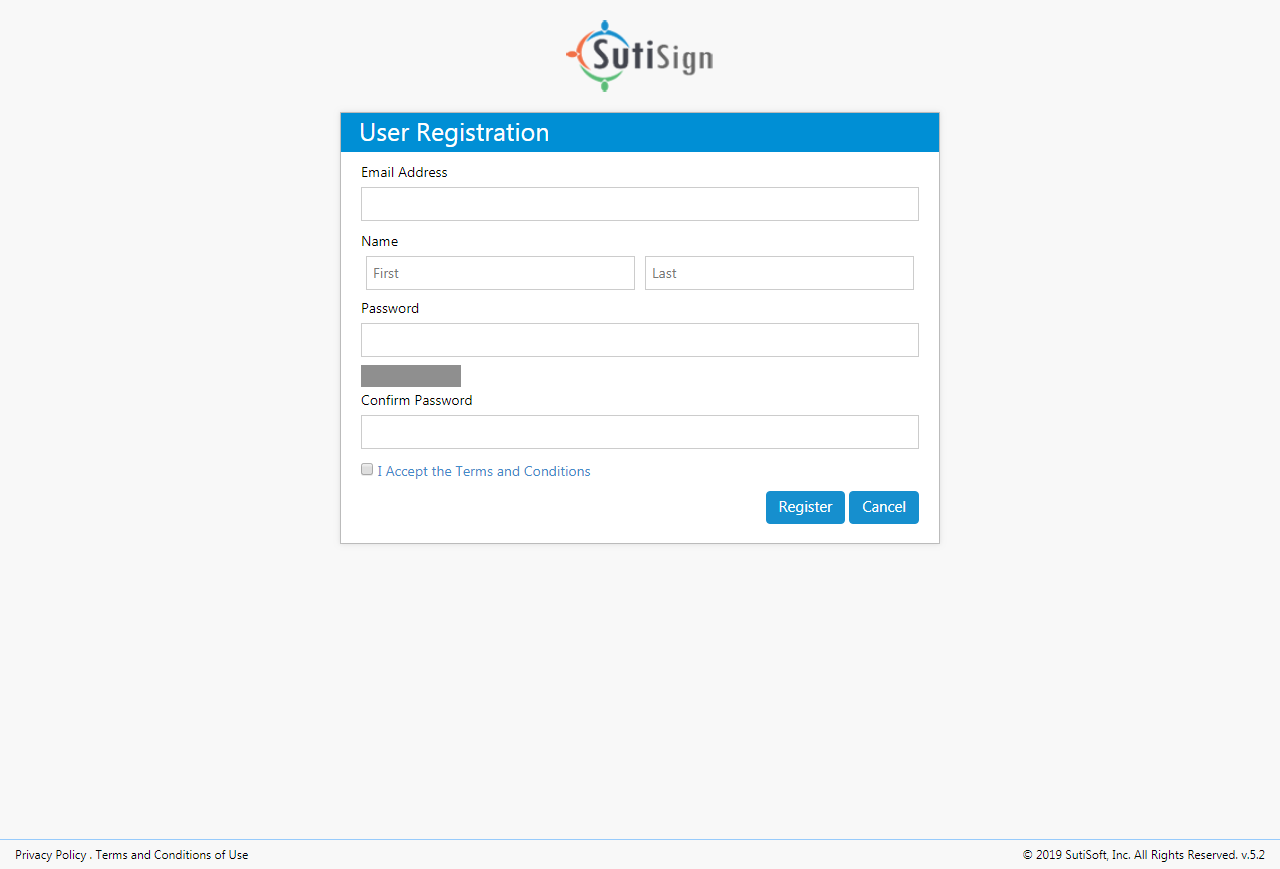 SutiSign
User Registration
Email Address
Name
First Last
Password
Confirm Password
I Accept the Terms and Conditions
Register Cancel
Privacy Policy . Terms and Conditions of Use © 2019 SutiSoft, Inc. All Rights Reserved. v.5.2